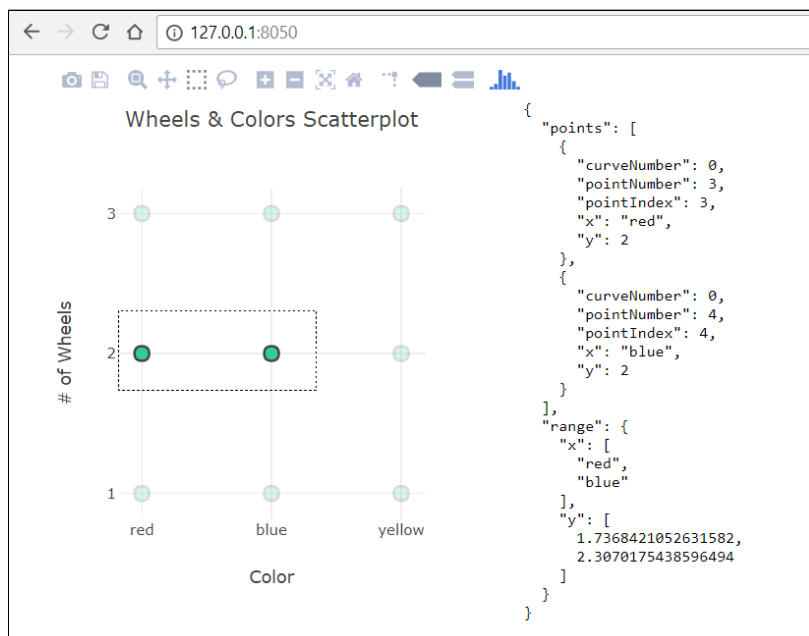 127.0.0.1:8050
Wheels & Colors Scatterplot
3
# of Wheels
2
1
red blue yellow
Color
{
  "points": [
    {
      "curveNumber": 0,
      "pointNumber": 3,
      "pointIndex": 3,
      "x": "red",
      "y": 2
    },
    {
      "curveNumber": 0,
      "pointNumber": 4,
      "pointIndex": 4,
      "x": "blue",
      "y": 2
    }
  ],
  "range": {
    "x": [
      "red",
      "blue"
    ],
    "y": [
      1.7368421052631582,
      2.3070175438596494
    ]
  }
}